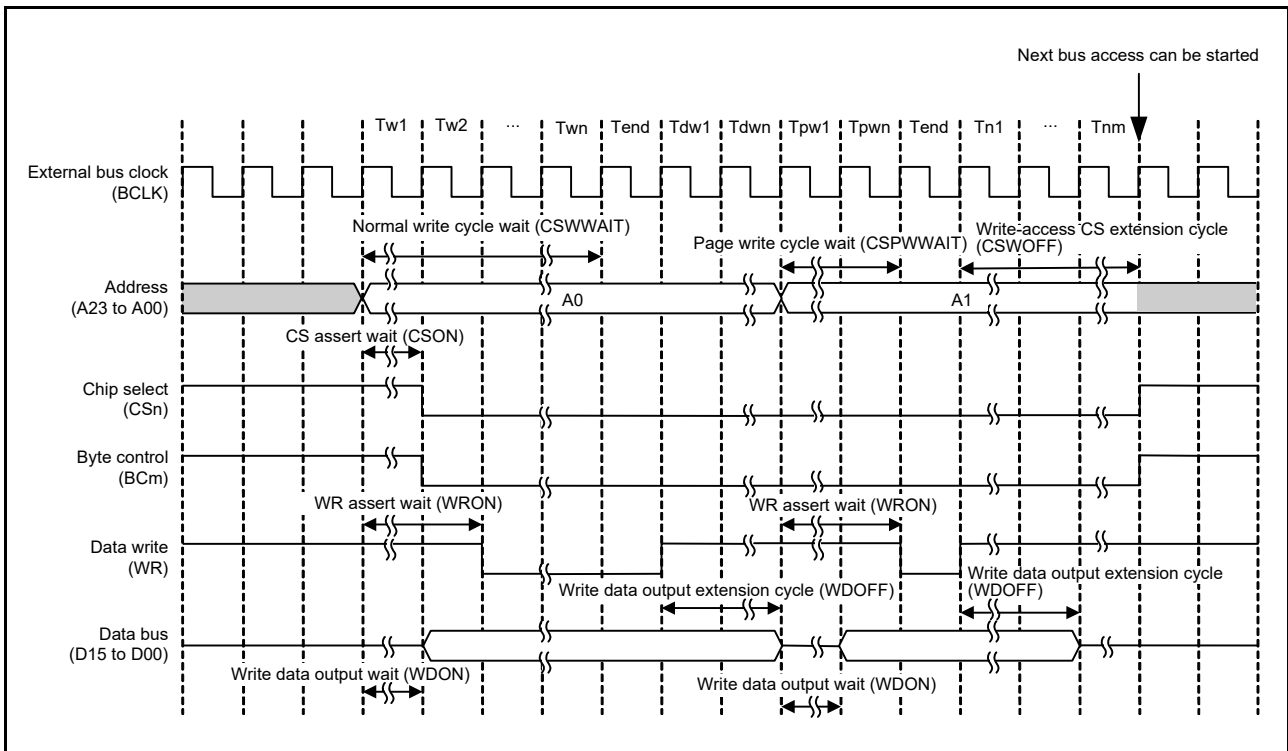 Next bus access can be started
Tw1 Tw2 ... Twn Tend Tdw1 Tdwn Tpw1 Tpwn Tend Tn1 ... Tnm
External bus clock
(BCLK)
Normal write cycle wait (CSWWAIT)
Page write cycle wait (CSPWWAIT)
Write-access CS extension cycle
(CSWOFF)
Address
(A23 to A00)
A0
A1
CS assert wait (CSON)
Chip select
(CSn)
Byte control
(BCm)
WR assert wait (WRON)
WR assert wait (WRON)
Data write
(WR)
Write data output extension cycle (WDOFF)
Write data output extension cycle
(WDOFF)
Data bus
(D15 to D00)
Write data output wait (WDON)
Write data output wait (WDON)